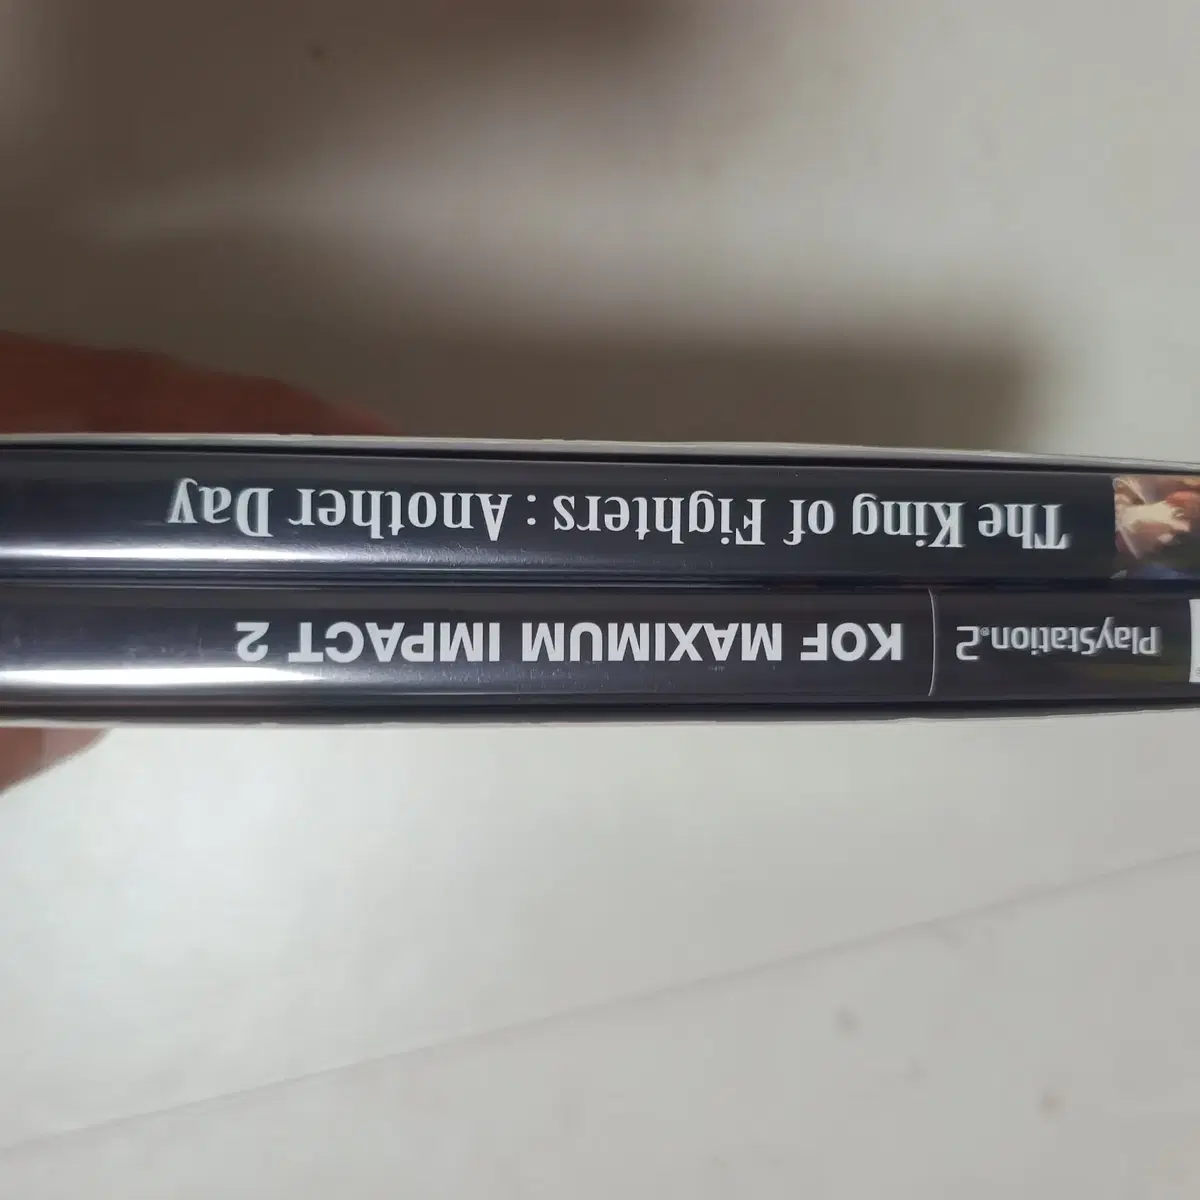 PlayStation®2 KOF MAXIMUM IMPACT 2
The King of Fighters : Another Day